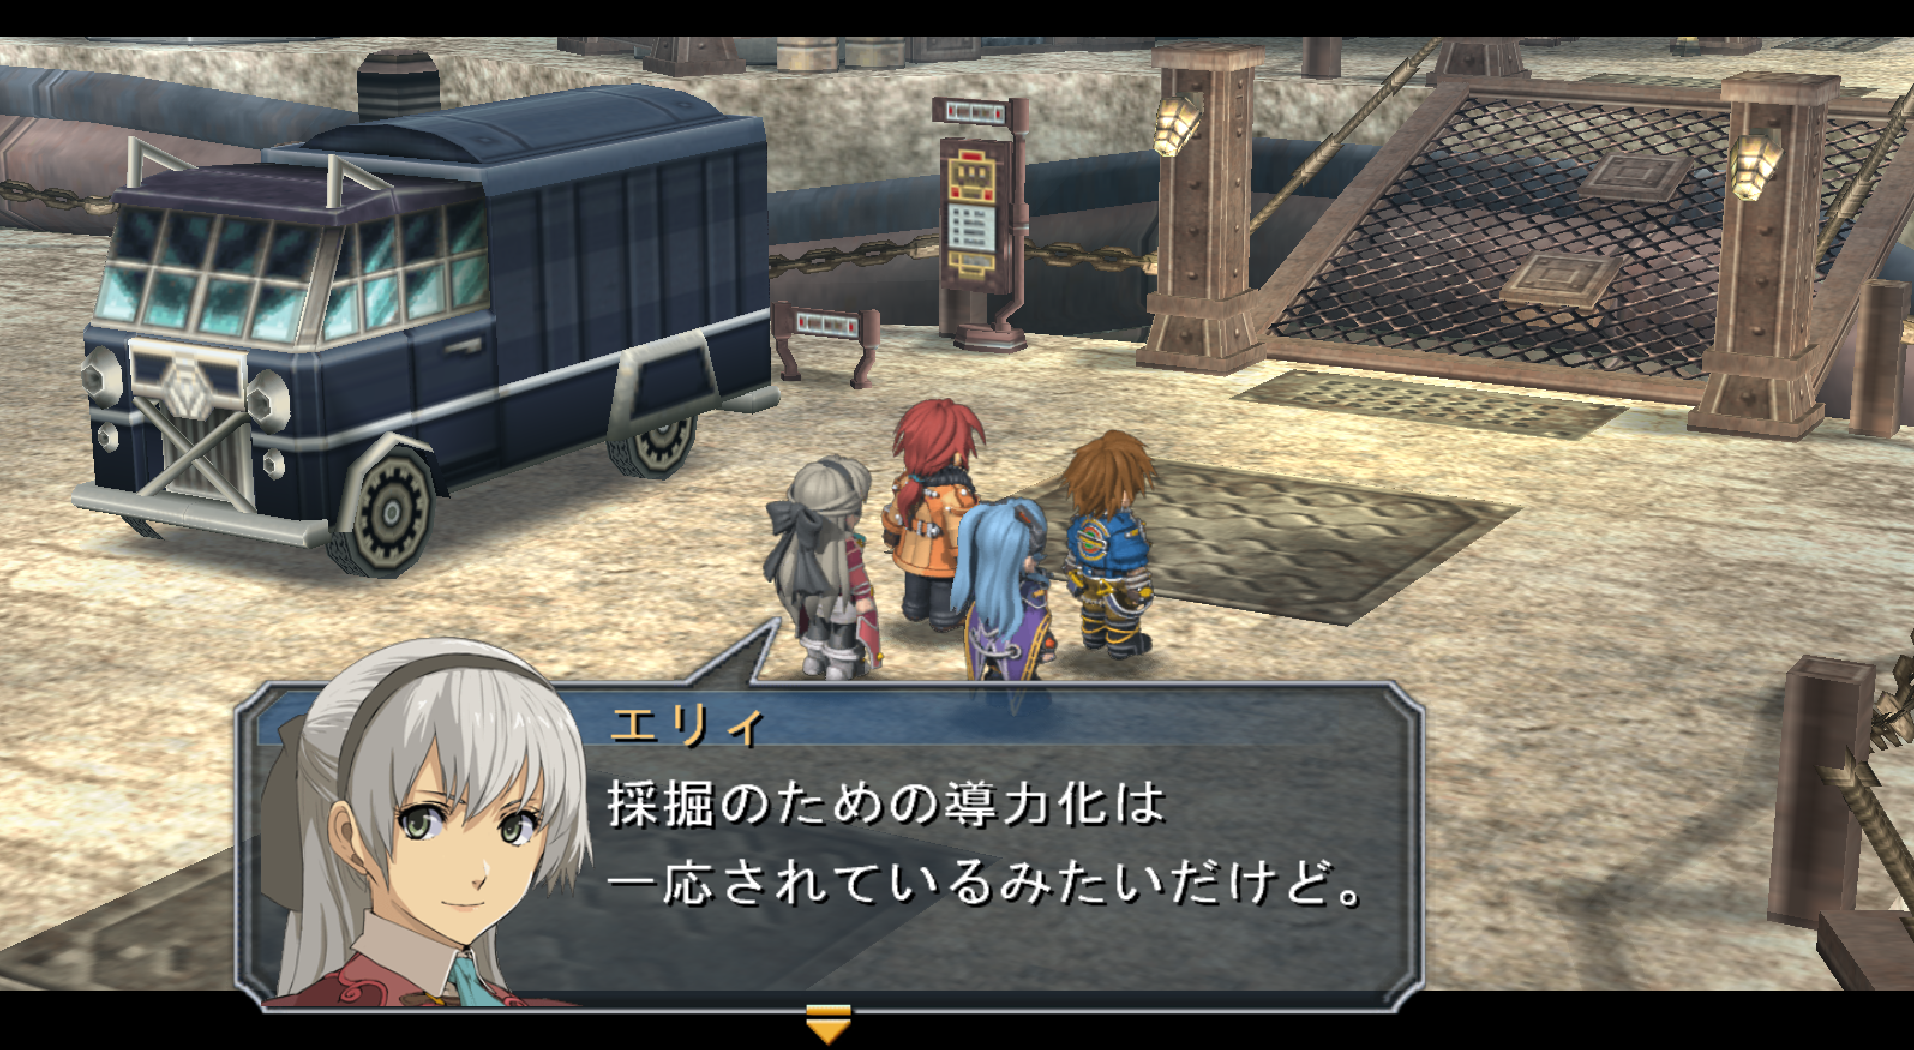 エリィ
採掘のための導力化は
一応されているみたいだけど。